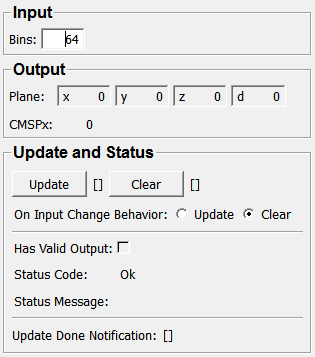 Input
Bins: 64
Output
Plane: x 0 y 0 z 0 d 0
CMSPx: 0
Update and Status
Update [] Clear []
On Input Change Behavior: Update Clear
Has Valid Output:
Status Code: Ok
Status Message:
Update Done Notification: []